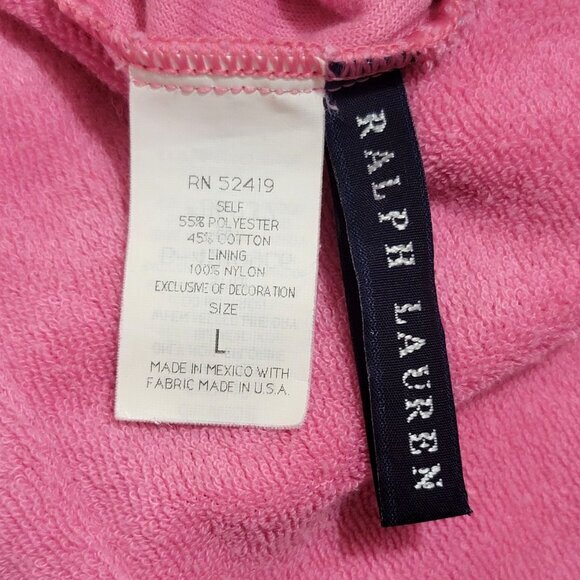 RN 52419
SELF
55% POLYESTER
45% COTTON
LINING
100% NYLON
EXCLUSIVE OF DECORATION
SIZE
L
MADE IN MEXICO WITH
FABRIC MADE IN U.S.A.
RALPH LAUREN